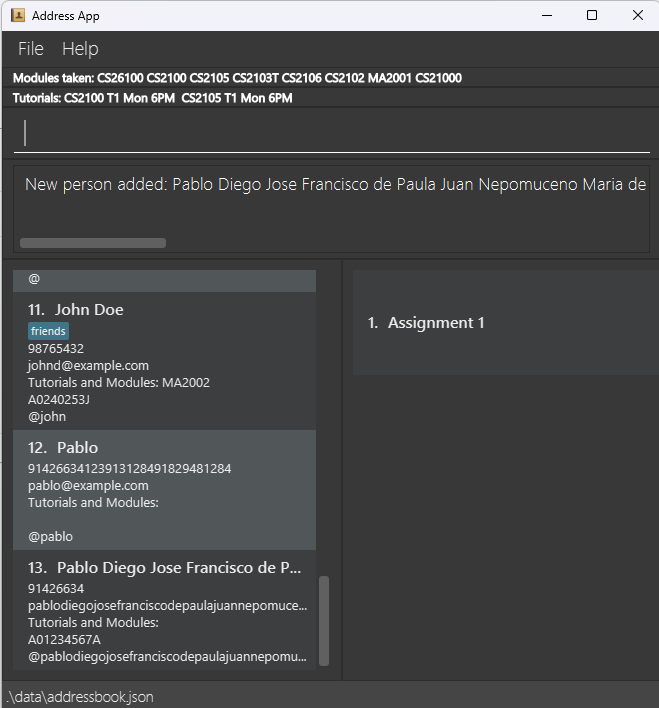 Address App
File Help
Modules taken: CS26100 CS2100 CS2105 CS2103T CS2106 CS2102 MA2001 CS21000
Tutorials: CS2100 T1 Mon 6PM CS2105 T1 Mon 6PM
New person added: Pablo Diego Jose Francisco de Paula Juan Nepomuceno Maria de
@
11. John Doe
friends
98765432
johnd@example.com
Tutorials and Modules: MA2002
A0240253J
@john
12. Pablo
91426634123913128491829481284
pablo@example.com
Tutorials and Modules:
@pablo
13. Pablo Diego Jose Francisco de P...
91426634
pablodiegojosefranciscodepaulajuannepomuce...
Tutorials and Modules:
A01234567A
@pablodiegojosefranciscodepaulajuannepomu...
1. Assignment 1
.\data\addressbook.json